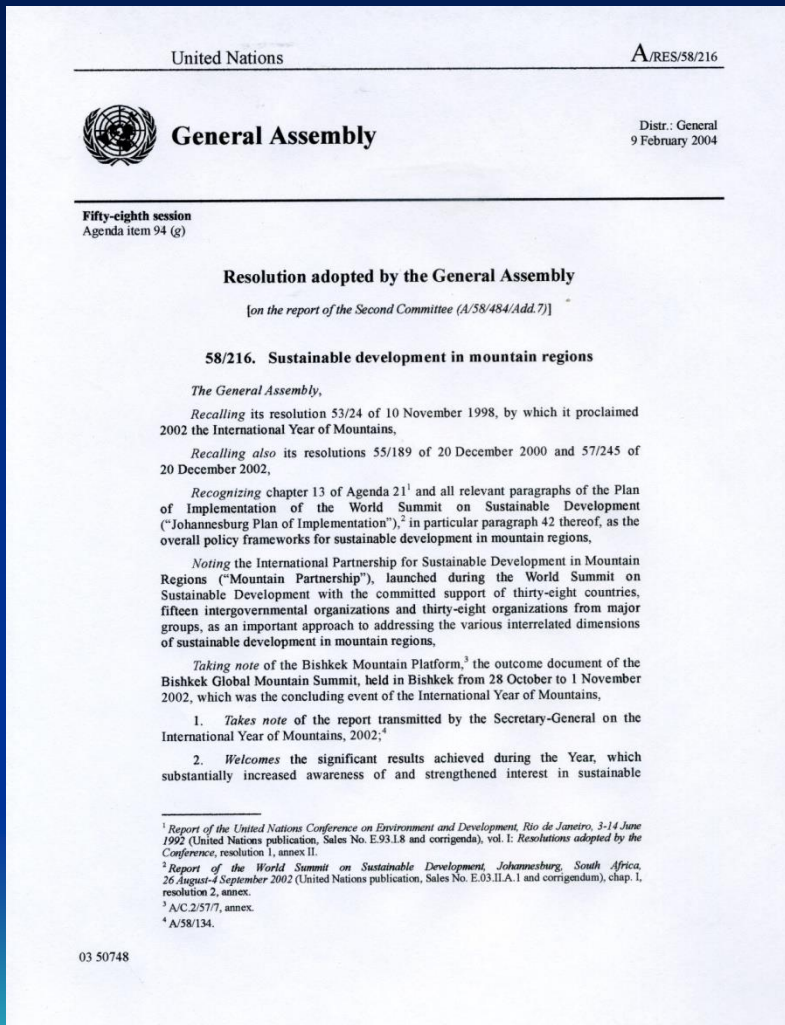 United Nations A/RES/58/216
General Assembly
Distr.: General
9 February 2004
Fifty-eighth session
Agenda item 94 (g)
Resolution adopted by the General Assembly
[on the report of the Second Committee (A/58/484/Add.7)]
58/216. Sustainable development in mountain regions
The General Assembly,
Recalling its resolution 53/24 of 10 November 1998, by which it proclaimed
2002 the International Year of Mountains,
Recalling also its resolutions 55/189 of 20 December 2000 and 57/245 of
20 December 2002,
Recognizing chapter 13 of Agenda 21¹ and all relevant paragraphs of the Plan
of Implementation of the World Summit on Sustainable Development
(“Johannesburg Plan of Implementation”),² in particular paragraph 42 thereof, as the
overall policy frameworks for sustainable development in mountain regions,
Noting the International Partnership for Sustainable Development in Mountain
Regions (“Mountain Partnership”), launched during the World Summit on
Sustainable Development with the committed support of thirty-eight countries,
fifteen intergovernmental organizations and thirty-eight organizations from major
groups, as an important approach to addressing the various interrelated dimensions
of sustainable development in mountain regions,
Taking note of the Bishkek Mountain Platform,³ the outcome document of the
Bishkek Global Mountain Summit, held in Bishkek from 28 October to 1 November
2002, which was the concluding event of the International Year of Mountains,
1. Takes note of the report transmitted by the Secretary-General on the
International Year of Mountains, 2002;⁴
2. Welcomes the significant results achieved during the Year, which
substantially increased awareness of and strengthened interest in sustainable
¹ Report of the United Nations Conference on Environment and Development, Rio de Janeiro, 3-14 June
1992 (United Nations publication, Sales No. E.93.I.8 and corrigenda), vol. I: Resolutions adopted by the
Conference, resolution 1, annex II.
² Report of the World Summit on Sustainable Development, Johannesburg, South Africa,
26 August-4 September 2002 (United Nations publication, Sales No. E.03.II.A.1 and corrigendum), chap. I,
resolution 2, annex.
³ A/C.2/57/7, annex.
⁴ A/58/134.
03 50748